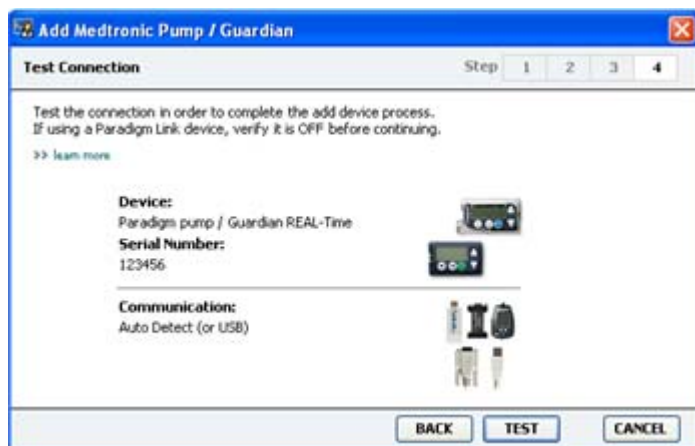 Add Medtronic Pump / Guardian
Test Connection
Step 1 2 3 4
Test the connection in order to complete the add device process.
If using a Paradigm Link device, verify it is OFF before continuing.
>> learn more
Device:
Paradigm pump / Guardian REAL-Time
Serial Number:
123456
Communication:
Auto Detect (or USB)
BACK TEST CANCEL